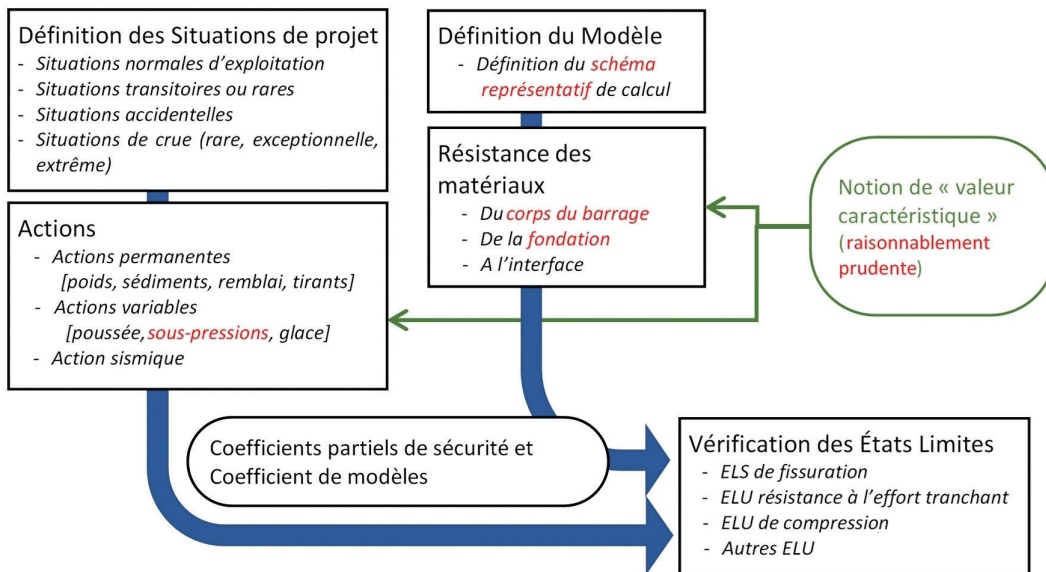 Définition des Situations de projet
- Situations normales d’exploitation
- Situations transitoires ou rares
- Situations accidentelles
- Situations de crue (rare, exceptionnelle,
extrême)
Actions
- Actions permanentes
[poids, sédiments, remblai, tirants]
- Actions variables
[poussée, sous-pressions, glace]
- Action sismique
Définition du Modèle
- Définition du schéma
représentatif de calcul
Résistance des
matériaux
- Du corps du barrage
- De la fondation
- A l’interface
Notion de « valeur
caractéristique »
(raisonnablement
prudente)
Coefficients partiels de sécurité et
Coefficient de modèles
Vérification des États Limites
- ELS de fissuration
- ELU résistance à l’effort tranchant
- ELU de compression
- Autres ELU